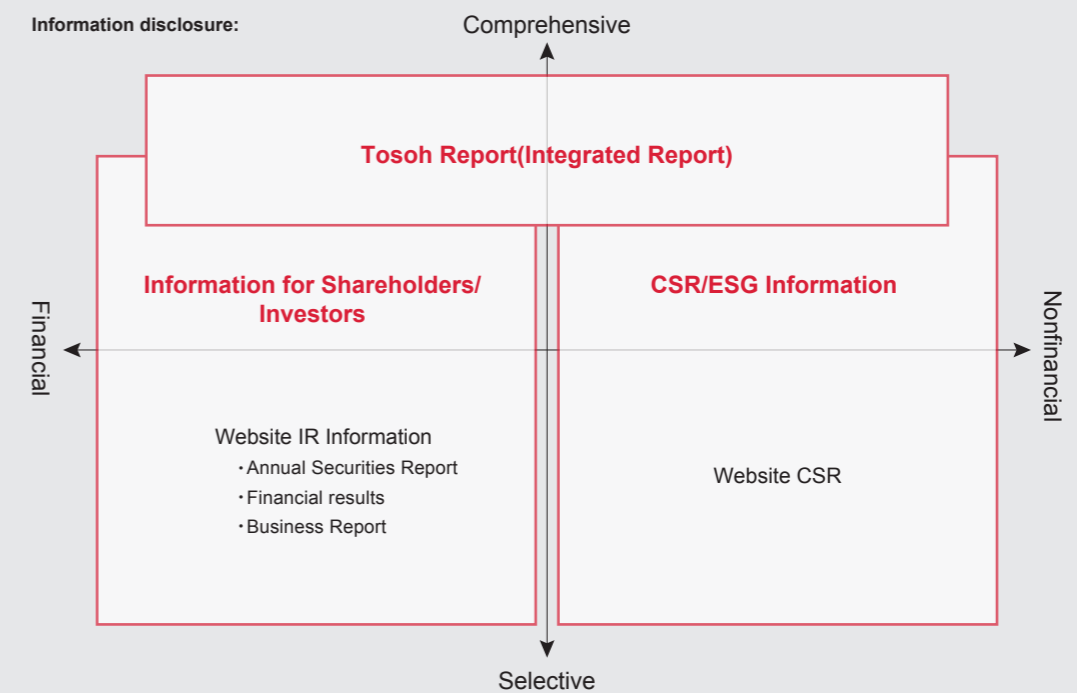 Information disclosure:
Comprehensive
Tosoh Report(Integrated Report)
Information for Shareholders/
Investors
CSR/ESG Information
Financial
Nonfinancial
Website IR Information
・Annual Securities Report
・Financial results
・Business Report
Website CSR
Selective